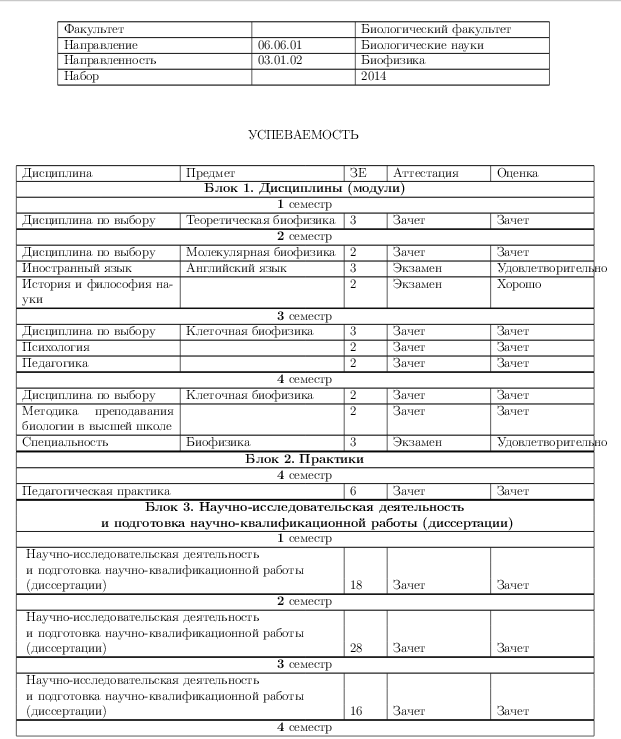 Факультет Биологический факультет
Направление 06.06.01 Биологические науки
Направленность 03.01.02 Биофизика
Набор 2014
УСПЕВАЕМОСТЬ
Дисциплина Предмет ЗЕ Аттестация Оценка
Блок 1. Дисциплины (модули)
1 семестр
Дисциплина по выбору Теоретическая биофизика 3 Зачет Зачет
2 семестр
Дисциплина по выбору Молекулярная биофизика 2 Зачет Зачет
Иностранный язык Английский язык 3 Экзамен Удовлетворительно
История и философия на- 2 Экзамен Хорошо
уки
3 семестр
Дисциплина по выбору Клеточная биофизика 3 Зачет Зачет
Психология 2 Зачет Зачет
Педагогика 2 Зачет Зачет
4 семестр
Дисциплина по выбору Клеточная биофизика 2 Зачет Зачет
Методика преподавания 2 Зачет Зачет
биологии в высшей школе
Специальность Биофизика 3 Экзамен Удовлетворительно
Блок 2. Практики
4 семестр
Педагогическая практика 6 Зачет Зачет
Блок 3. Научно-исследовательская деятельность
и подготовка научно-квалификационной работы (диссертации)
1 семестр
Научно-исследовательская деятельность
и подготовка научно-квалификационной работы
(диссертации) 18 Зачет Зачет
2 семестр
Научно-исследовательская деятельность
и подготовка научно-квалификационной работы
(диссертации) 28 Зачет Зачет
3 семестр
Научно-исследовательская деятельность
и подготовка научно-квалификационной работы
(диссертации) 16 Зачет Зачет
4 семестр